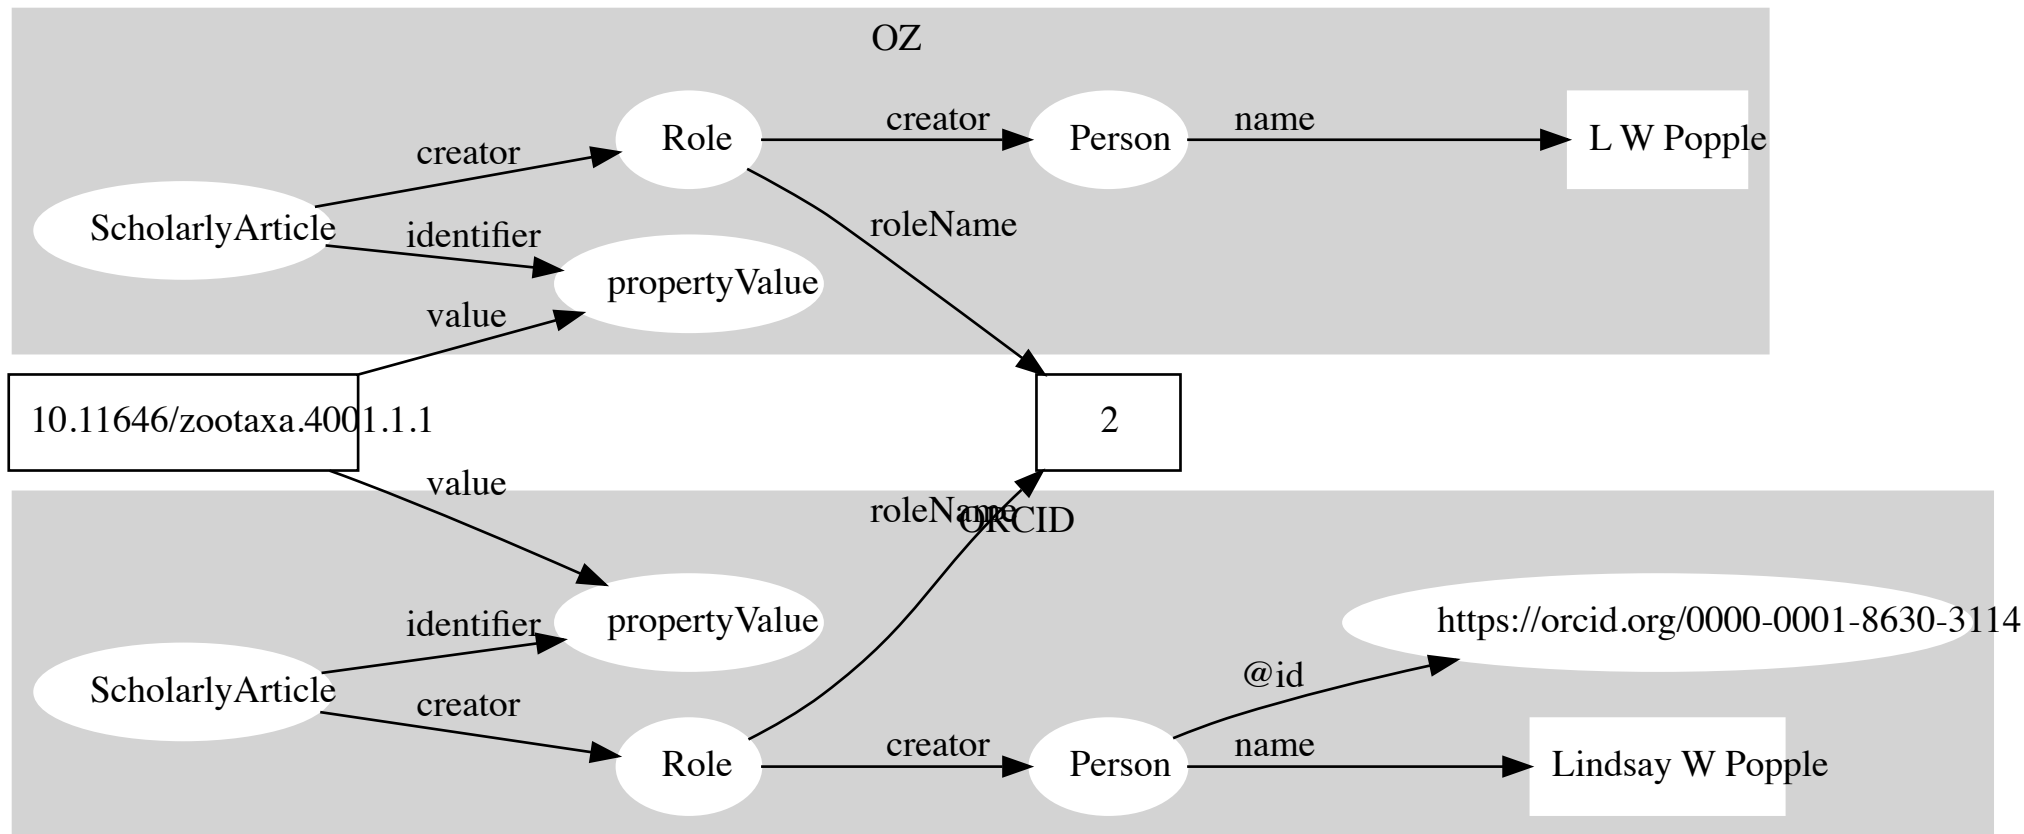 OZ
creator
Role
creator
Person
name
L W Popple
ScholarlyArticle
identifier
roleName
propertyValue
value
10.11646/zootaxa.4001.1.1
2
value
roleName
ORCID
identifier
propertyValue
https://orcid.org/0000-0001-8630-3114
ScholarlyArticle
@id
creator
Role
creator
Person
name
Lindsay W Popple